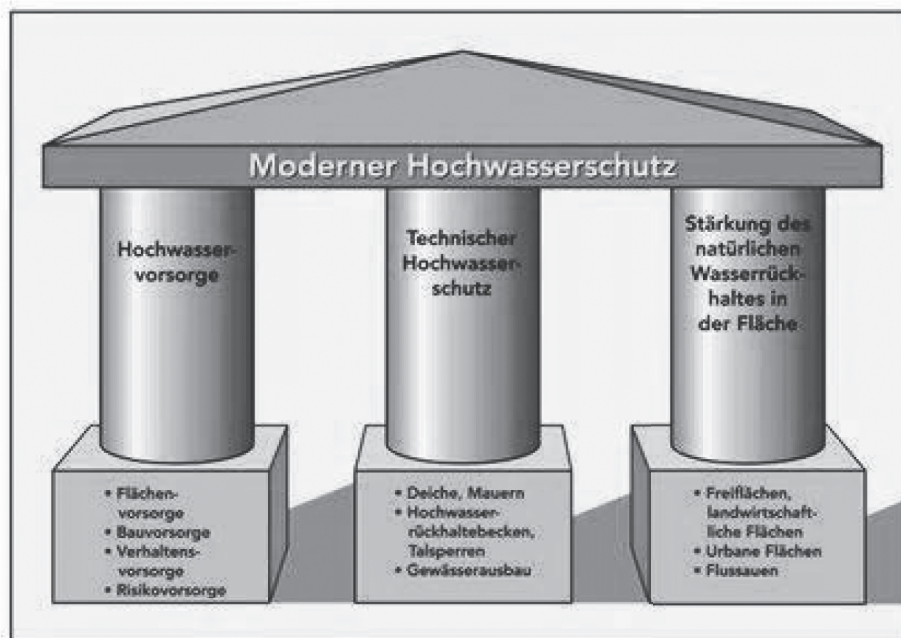 Moderner Hochwasserschutz
Hochwasser-
vorsorge
Technischer
Hochwasser-
schutz
Stärkung des
natürlichen
Wasserrück-
haltes in
der Fläche
• Flächen-
vorsorge
• Bauvorsorge
• Verhaltens-
vorsorge
• Risikovorsorge
• Deiche, Mauern
• Hochwasser-
rückhaltebecken,
Talsperren
• Gewässerausbau
• Freiflächen,
landwirtschaft-
liche Flächen
• Urbane Flächen
• Flussauen